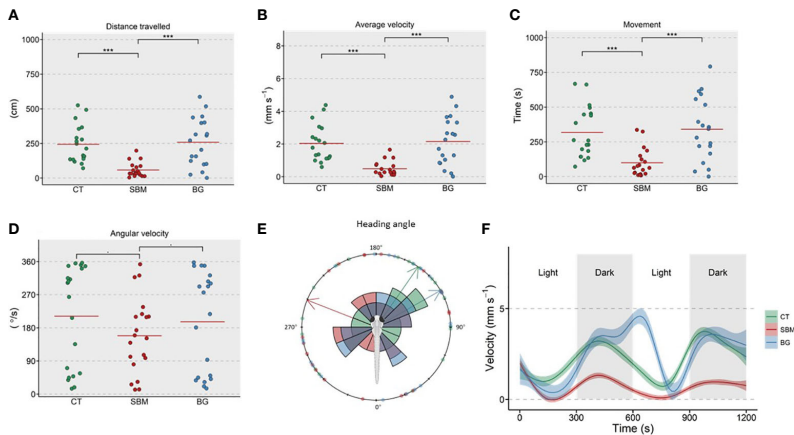 A
Distance travelled
***
***
1000
750
500
250
0
(cm)
CT
SBM
BG
B
Average velocity
***
***
8
6
4
2
0
(mm s⁻¹)
CT
SBM
BG
C
Movement
***
***
1000
750
500
250
0
Time (s)
CT
SBM
BG
D
Angular velocity
.
.
360
270
180
90
0
(°/s)
CT
SBM
BG
E
Heading angle
180°
270°
90°
0°
F
Light
Dark
Light
Dark
5
0
Velocity (mm s⁻¹)
0
300
600
900
1200
Time (s)
CT
SBM
BG